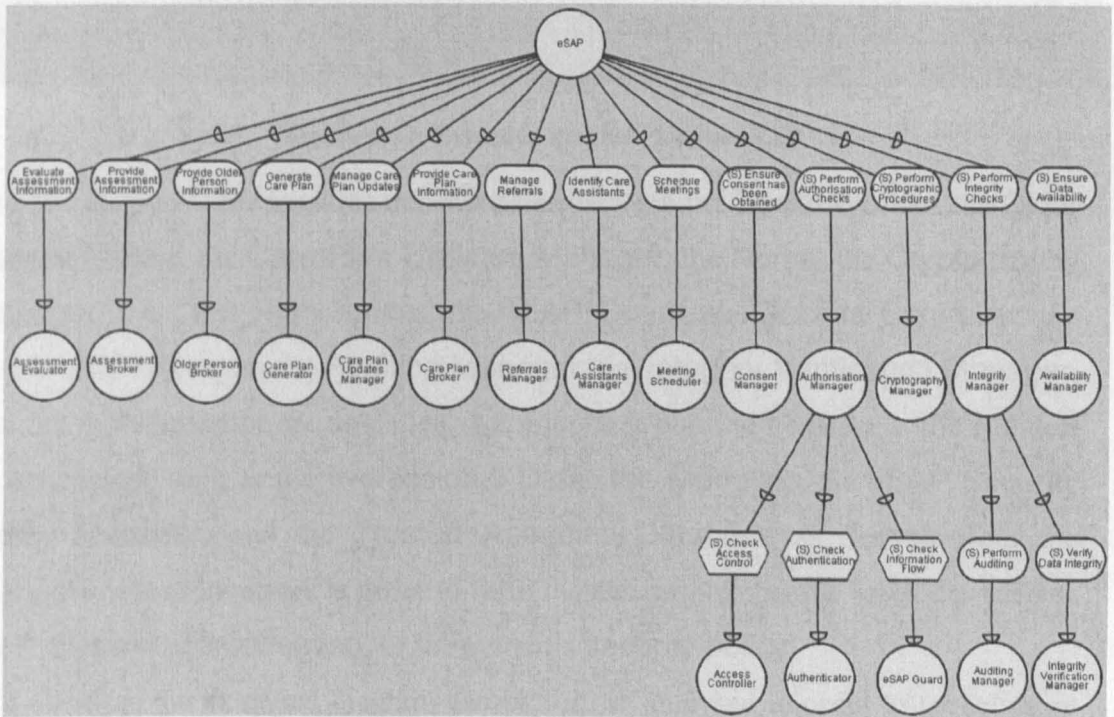 eSAP
Evaluate
Assessment
Information
Provide
Assessment
Information
Provide Older
Person
Information
Generate
Care Plan
Manage Care
Plan Updates
Provide Care
Plan
Information
Manage
Referrals
Identify Care
Assistants
Schedule
Meetings
(S) Ensure
Consent has
been
Obtained
(S) Perform
Authorisation
Checks
(S) Perform
Cryptographic
Procedures
(S) Perform
Integrity
Checks
(S) Ensure
Data
Availability
Assessment
Evaluator
Assessment
Broker
Older Person
Broker
Care Plan
Generator
Care Plan
Updates
Manager
Care Plan
Broker
Referrals
Manager
Care
Assistants
Manager
Meeting
Scheduler
Consent
Manager
Authorisation
Manager
Cryptography
Manager
Integrity
Manager
Availability
Manager
(S) Check
Access
Control
(S) Check
Authentication
(S) Check
Information
Flow
(S) Perform
Auditing
(S) Verify
Data Integrity
Access
Controller
Authenticator
eSAP Guard
Auditing
Manager
Integrity
Verification
Manager